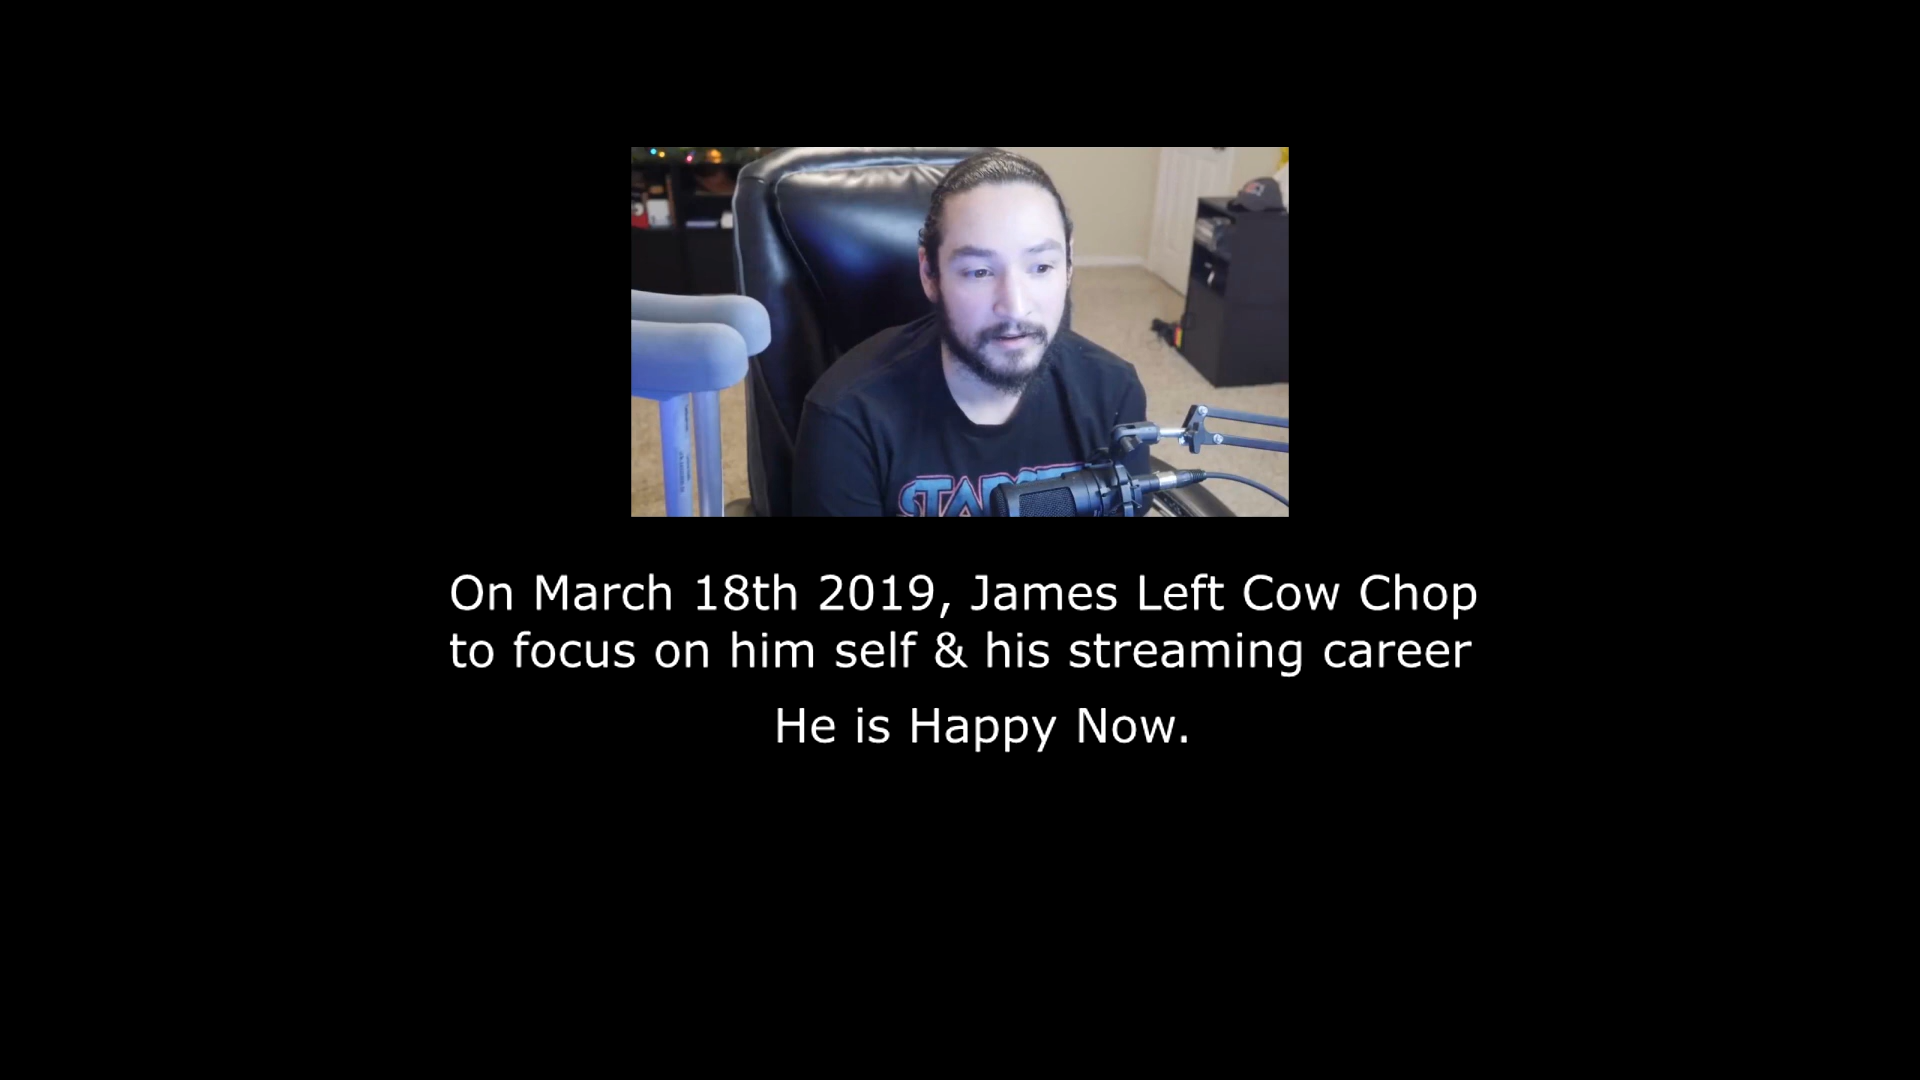 On March 18th 2019, James Left Cow Chop
to focus on him self & his streaming career
He is Happy Now.